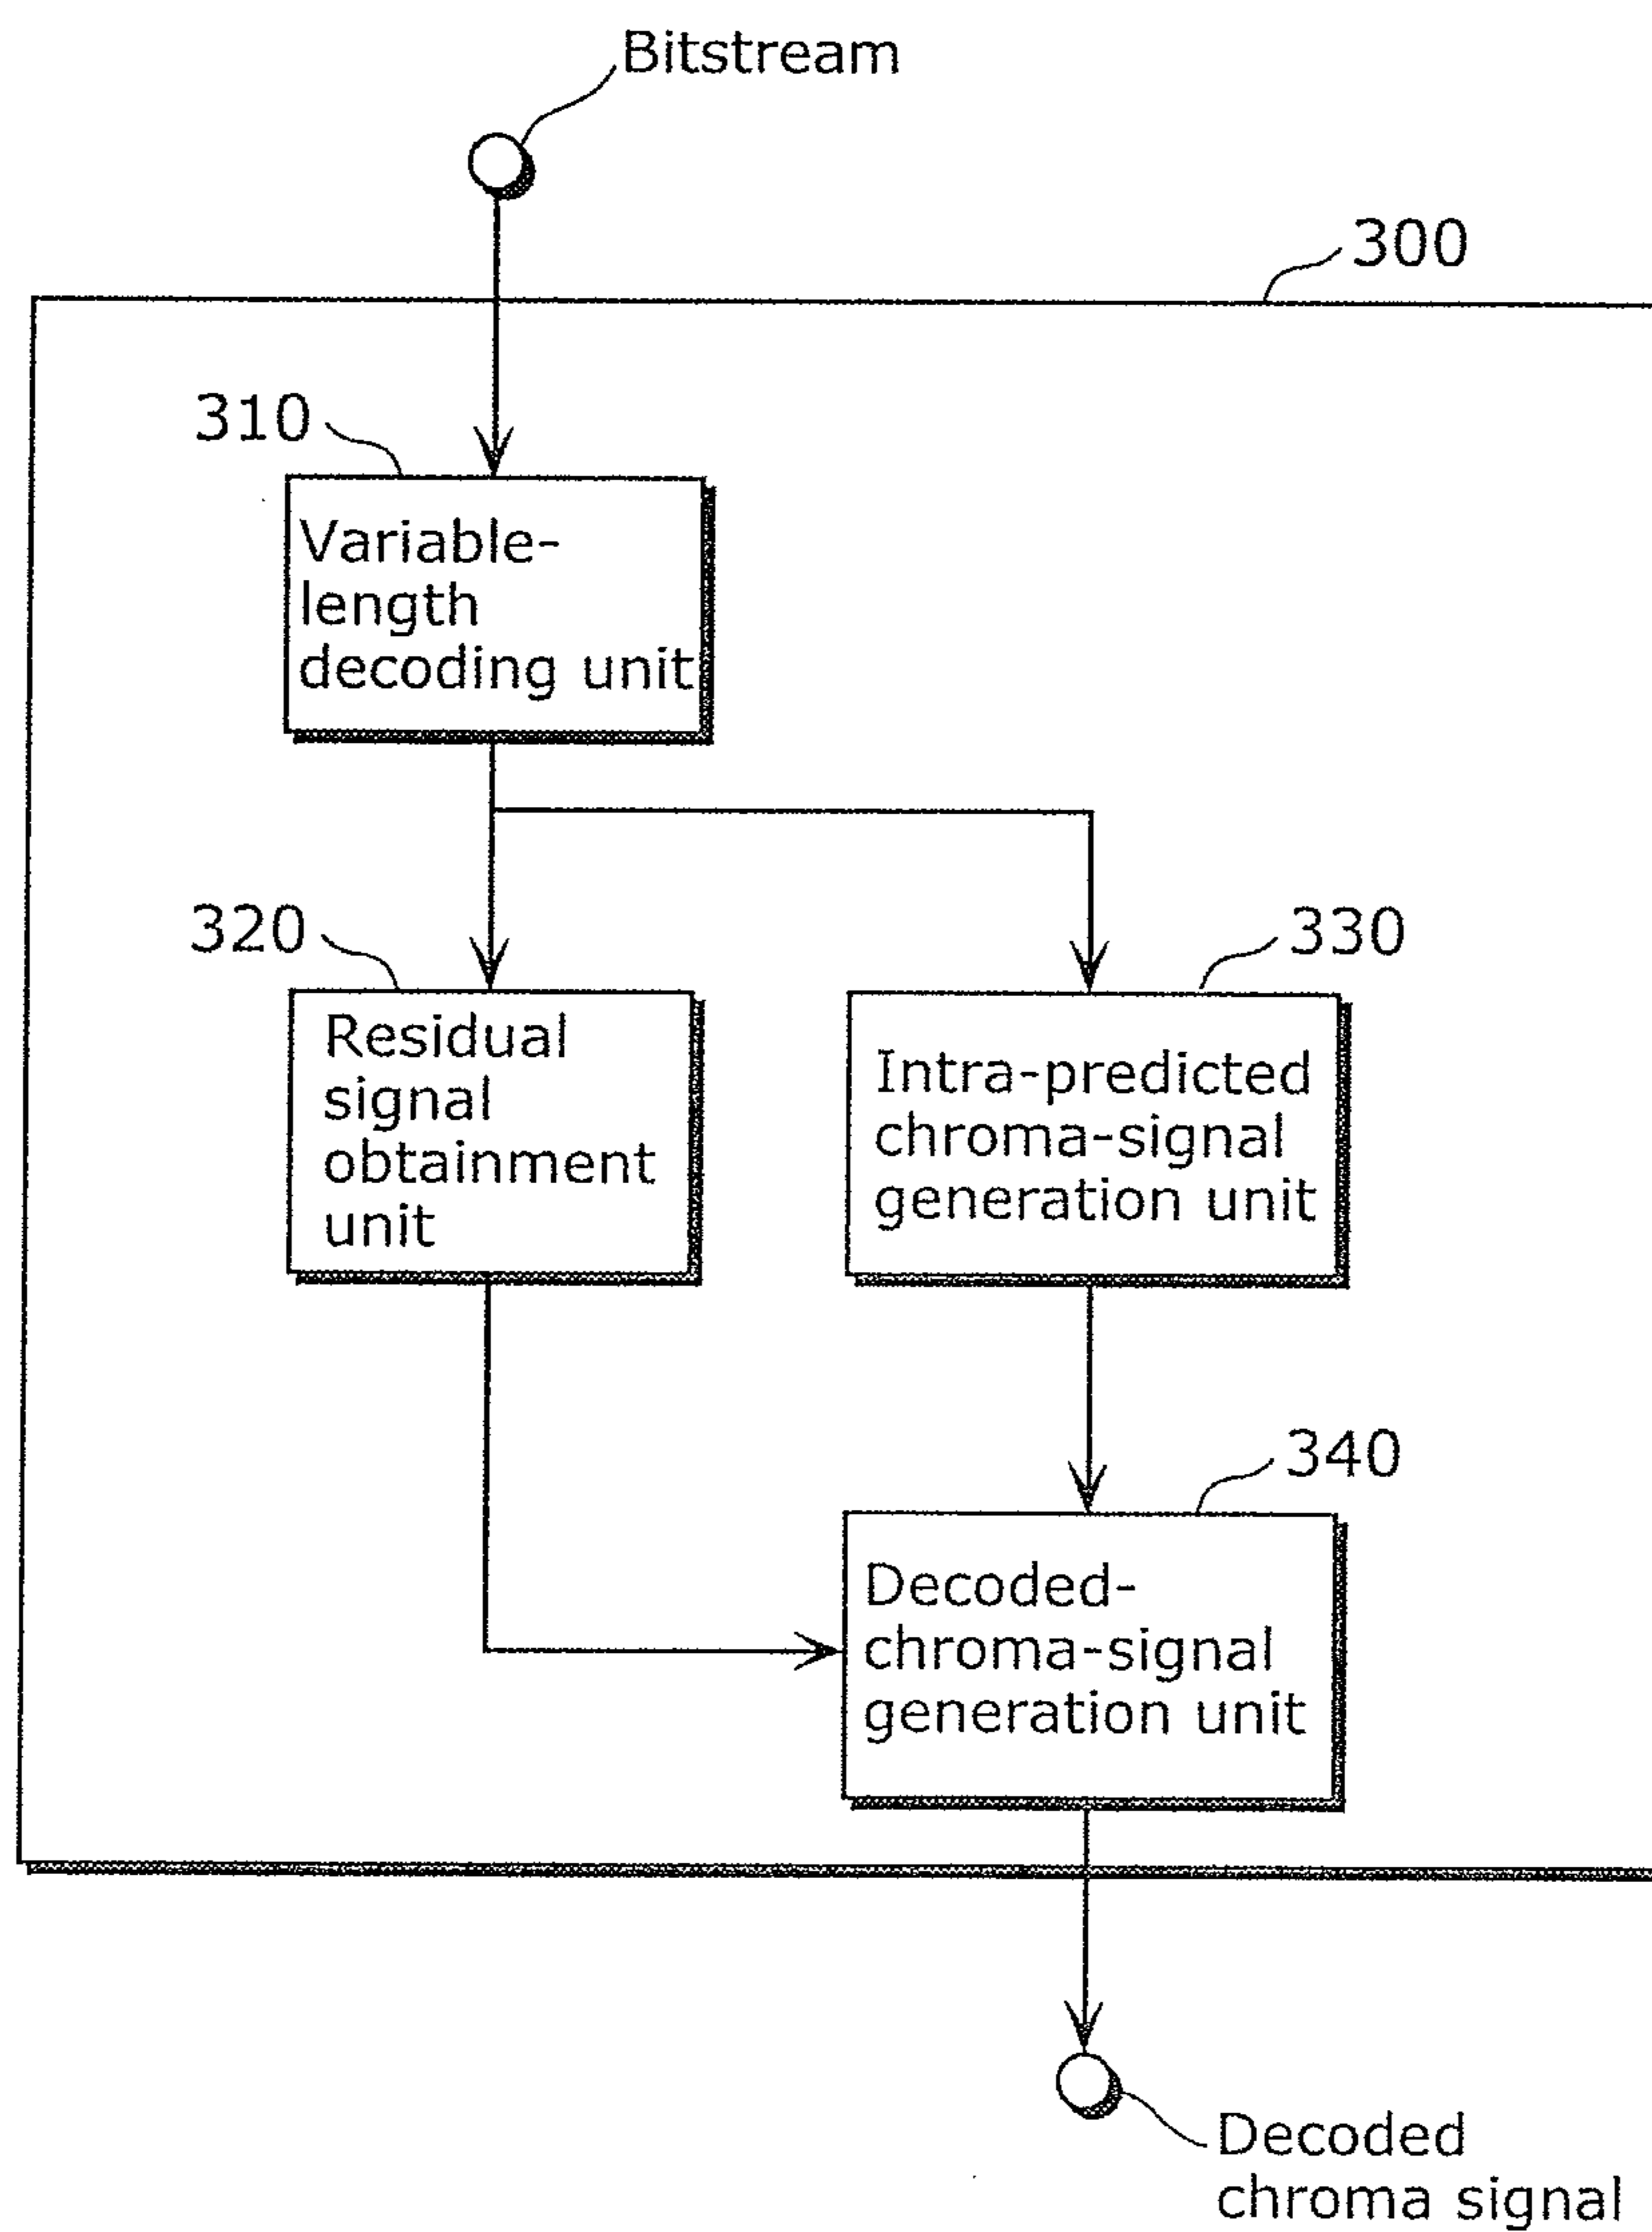 Bitstream
300
310
Variable-
length
decoding unit
320
330
Residual
signal
obtainment
unit
Intra-predicted
chroma-signal
generation unit
340
Decoded-
chroma-signal
generation unit
Decoded
chroma signal